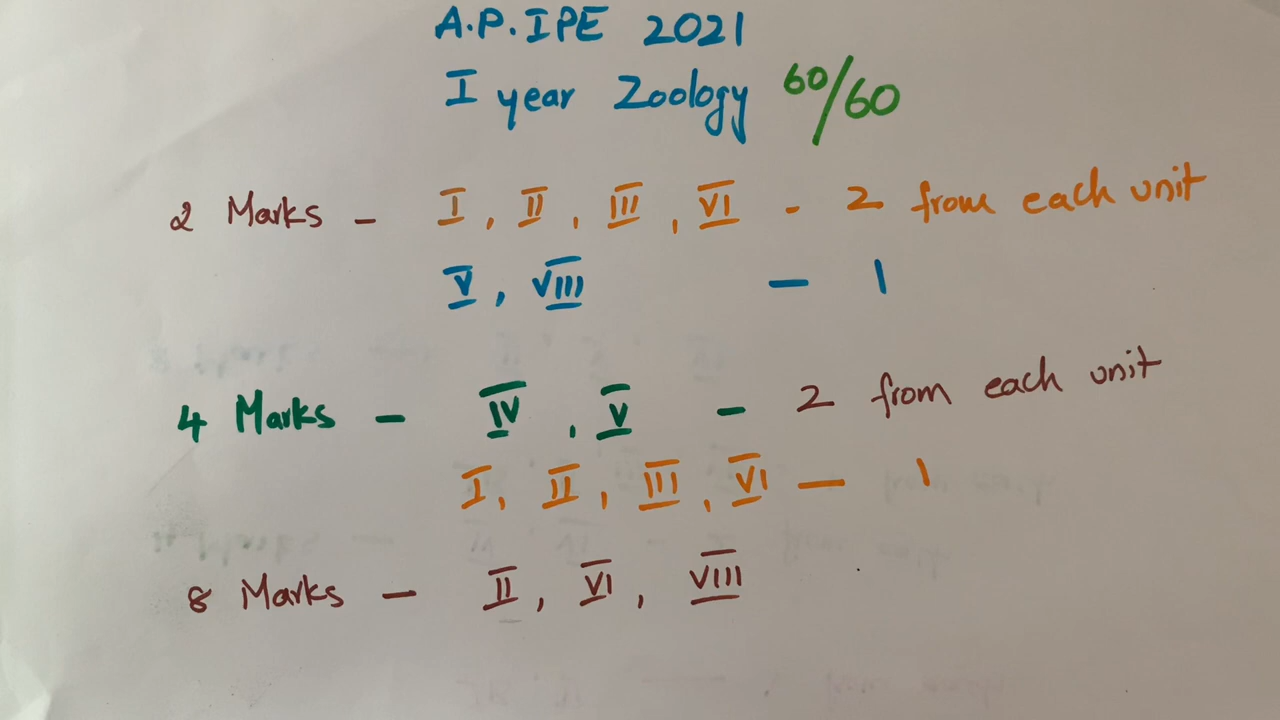 A.P. IPE 2021
I year Zoology 60/60
2 Marks - I, II, III, VI - 2 from each unit
V, VIII - 1
4 Marks - IV, V - 2 from each unit
I, II, III, VI - 1
8 Marks - II, VI, VIII